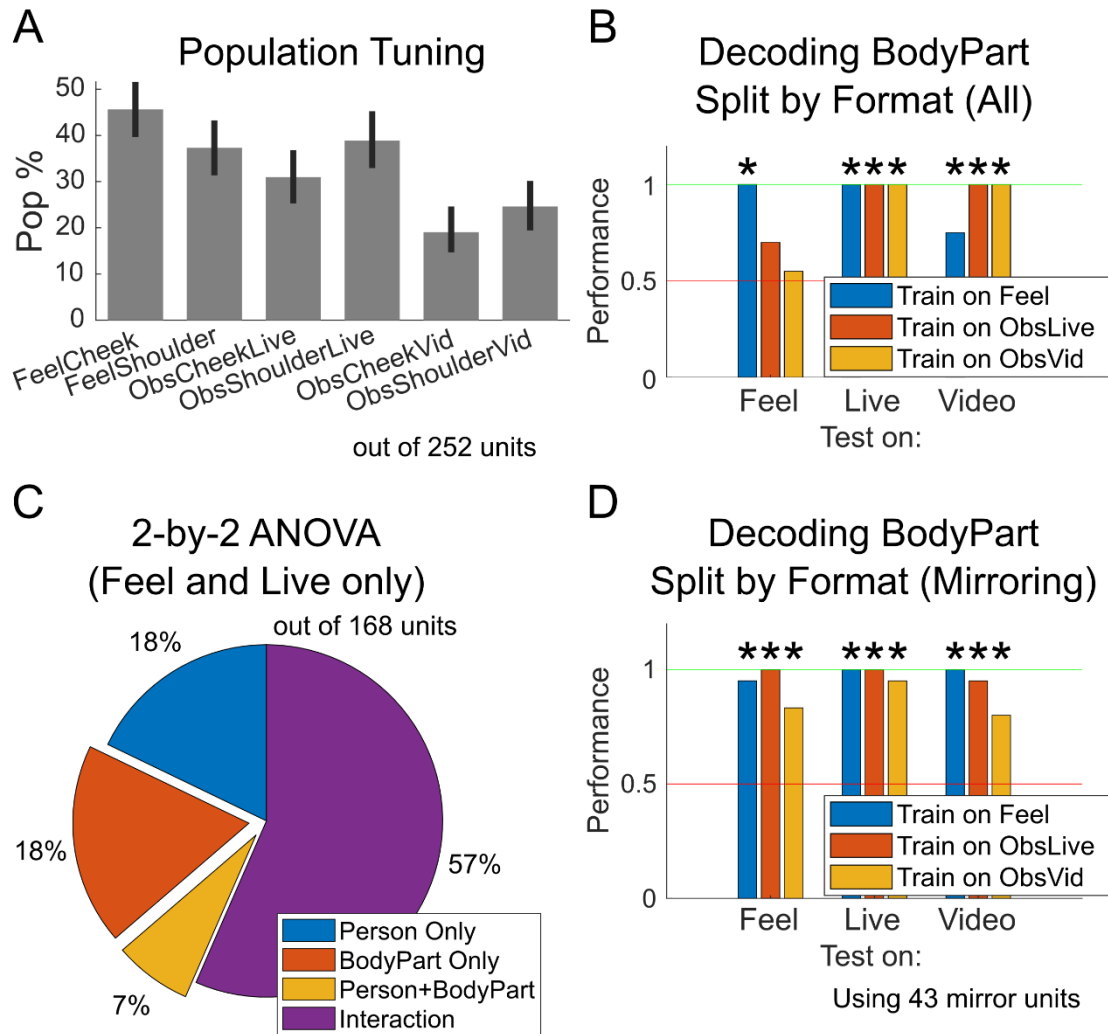 A
Population Tuning
Pop %
50
40
30
20
10
0
FeelCheek
FeelShoulder
ObsCheekLive
ObsShoulderLive
ObsCheekVid
ObsShoulderVid
out of 252 units
B
Decoding BodyPart
Split by Format (All)
Performance
1
0.5
0
* *** ***
Train on Feel
Train on ObsLive
Train on ObsVid
Feel Live Video
Test on:
C
2-by-2 ANOVA
(Feel and Live only)
out of 168 units
18%
18%
7%
57%
Person Only
BodyPart Only
Person+BodyPart
Interaction
D
Decoding BodyPart
Split by Format (Mirroring)
Performance
1
0.5
0
*** *** ***
Train on Feel
Train on ObsLive
Train on ObsVid
Feel Live Video
Test on:
Using 43 mirror units